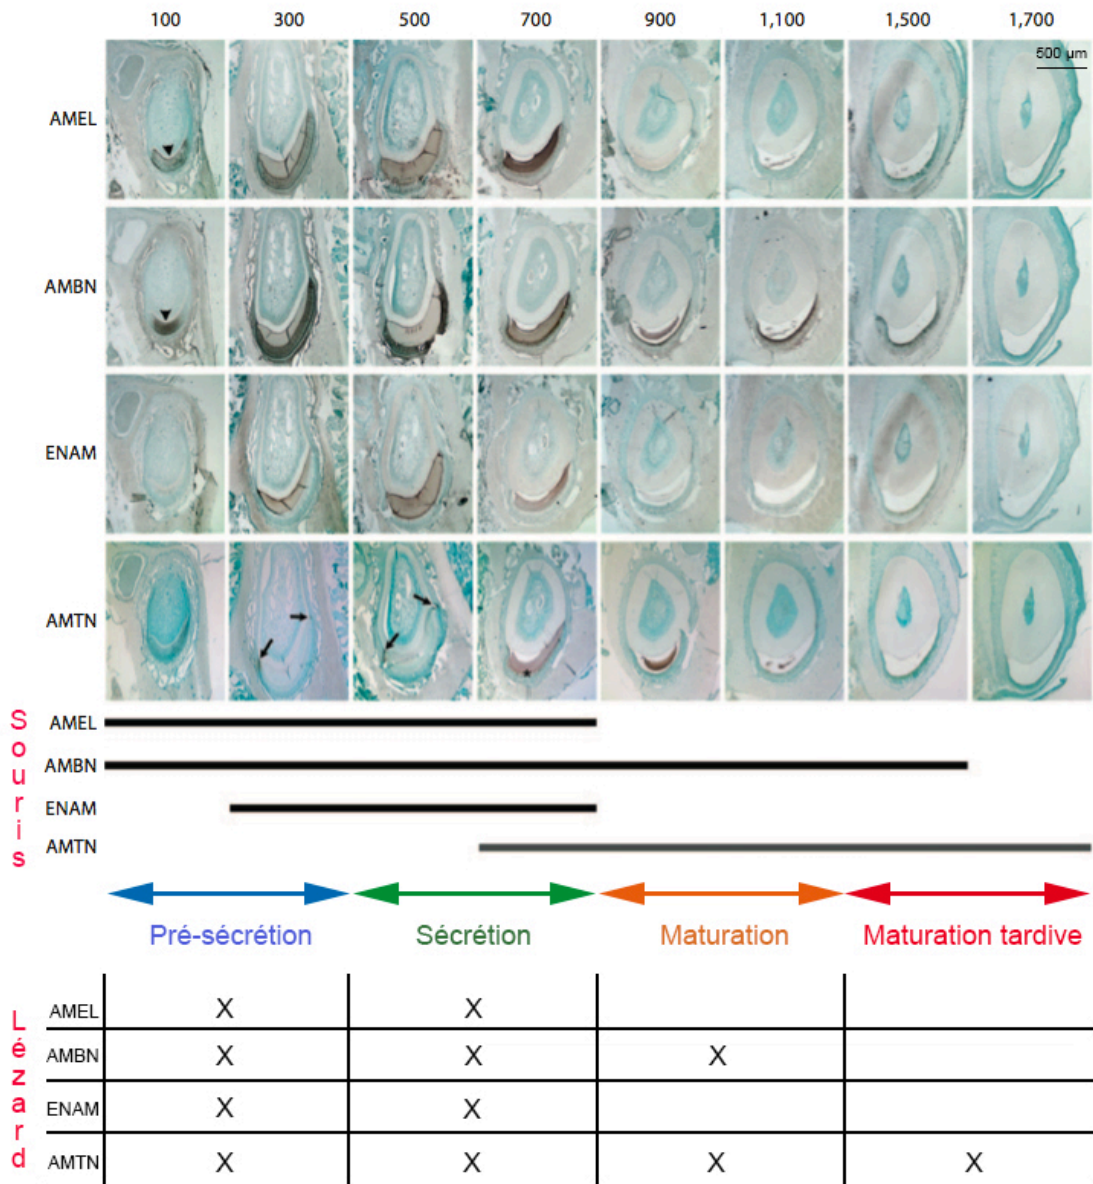 100 300 500 700 900 1,100 1,500 1,700
500 µm
AMEL
AMBN
ENAM
AMTN
Souris
AMEL
AMBN
ENAM
AMTN
Pré-sécrétion Sécrétion Maturation Maturation tardive
Lézard
AMEL X X
AMBN X X X
ENAM X X
AMTN X X X X